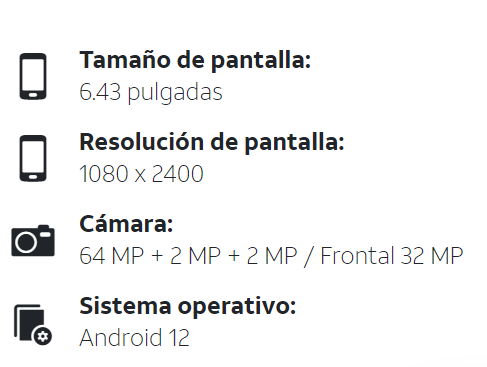 Tamaño de pantalla:
6.43 pulgadas
Resolución de pantalla:
1080 x 2400
Cámara:
64 MP + 2 MP + 2 MP / Frontal 32 MP
Sistema operativo:
Android 12